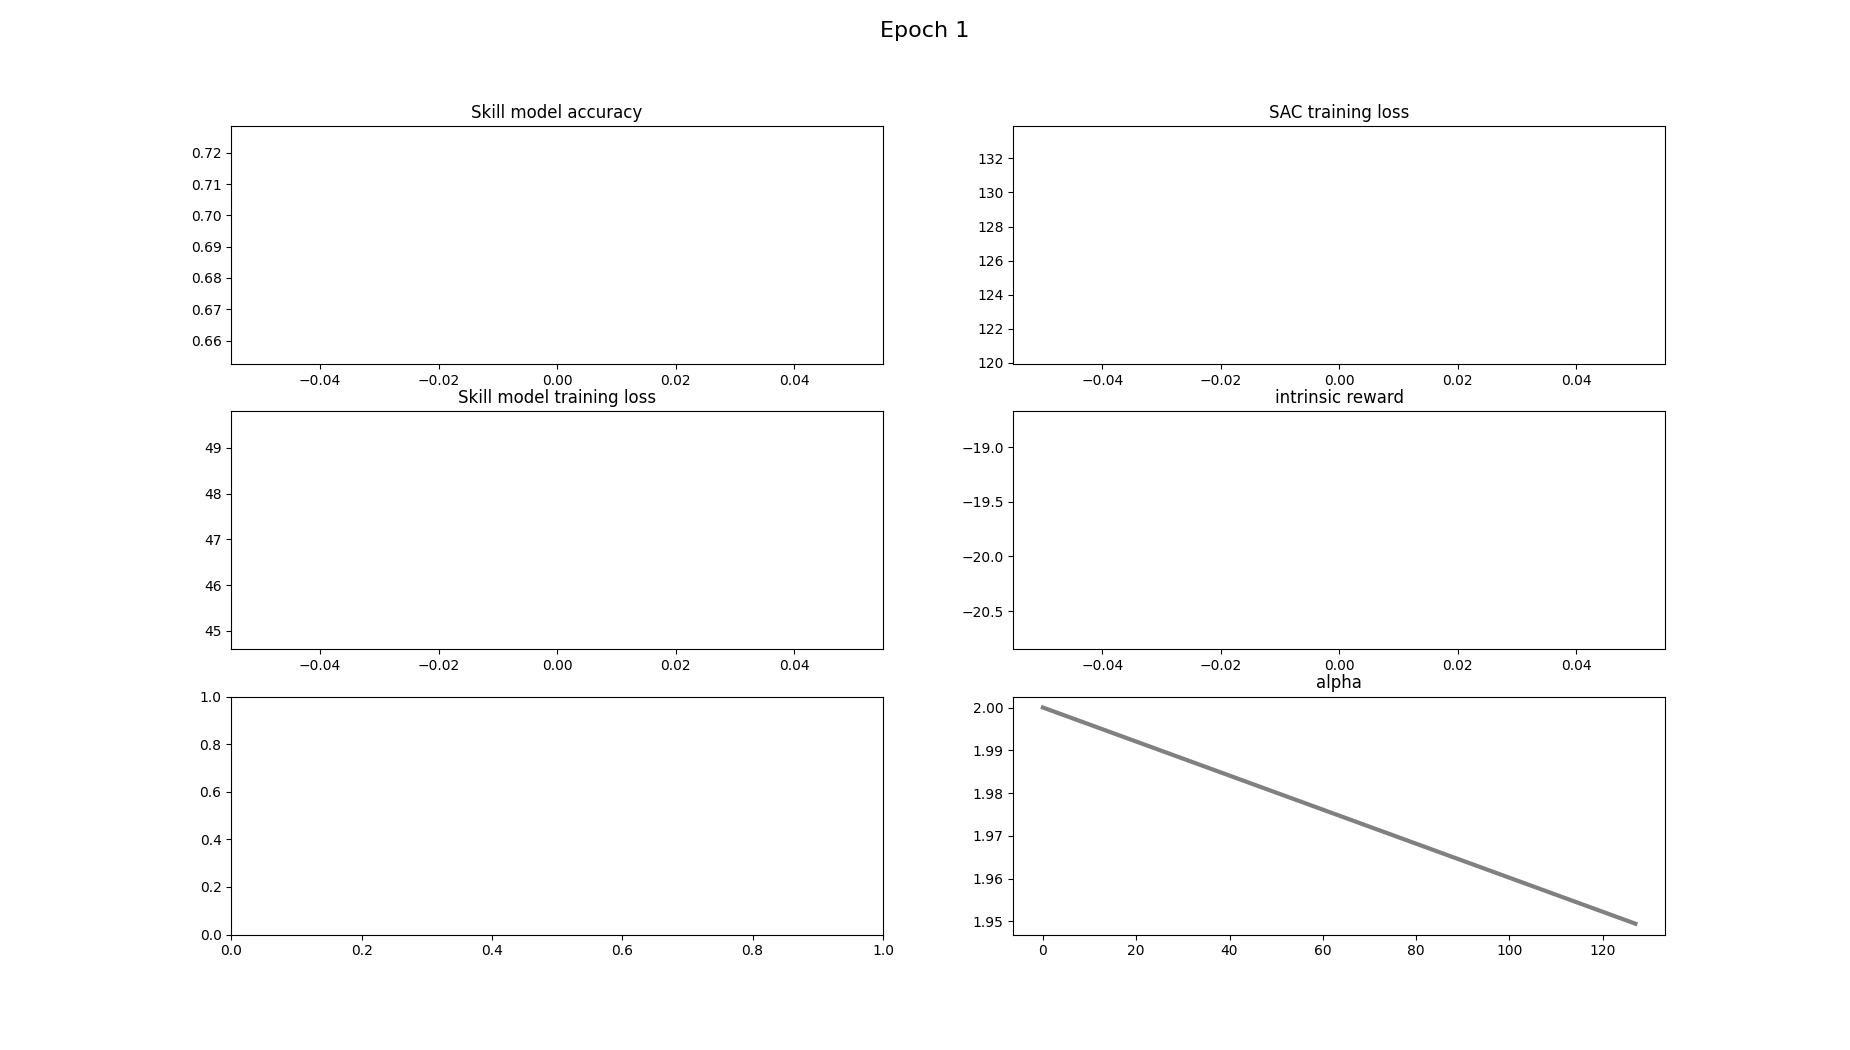 Epoch 1
Skill model accuracy
0.72
0.71
0.70
0.69
0.68
0.67
0.66
−0.04 −0.02 0.00 0.02 0.04
SAC training loss
132
130
128
126
124
122
120
−0.04 −0.02 0.00 0.02 0.04
Skill model training loss
49
48
47
46
45
−0.04 −0.02 0.00 0.02 0.04
intrinsic reward
−19.0
−19.5
−20.0
−20.5
−0.04 −0.02 0.00 0.02 0.04
1.0
0.8
0.6
0.4
0.2
0.0
0.0 0.2 0.4 0.6 0.8 1.0
alpha
2.00
1.99
1.98
1.97
1.96
1.95
0 20 40 60 80 100 120